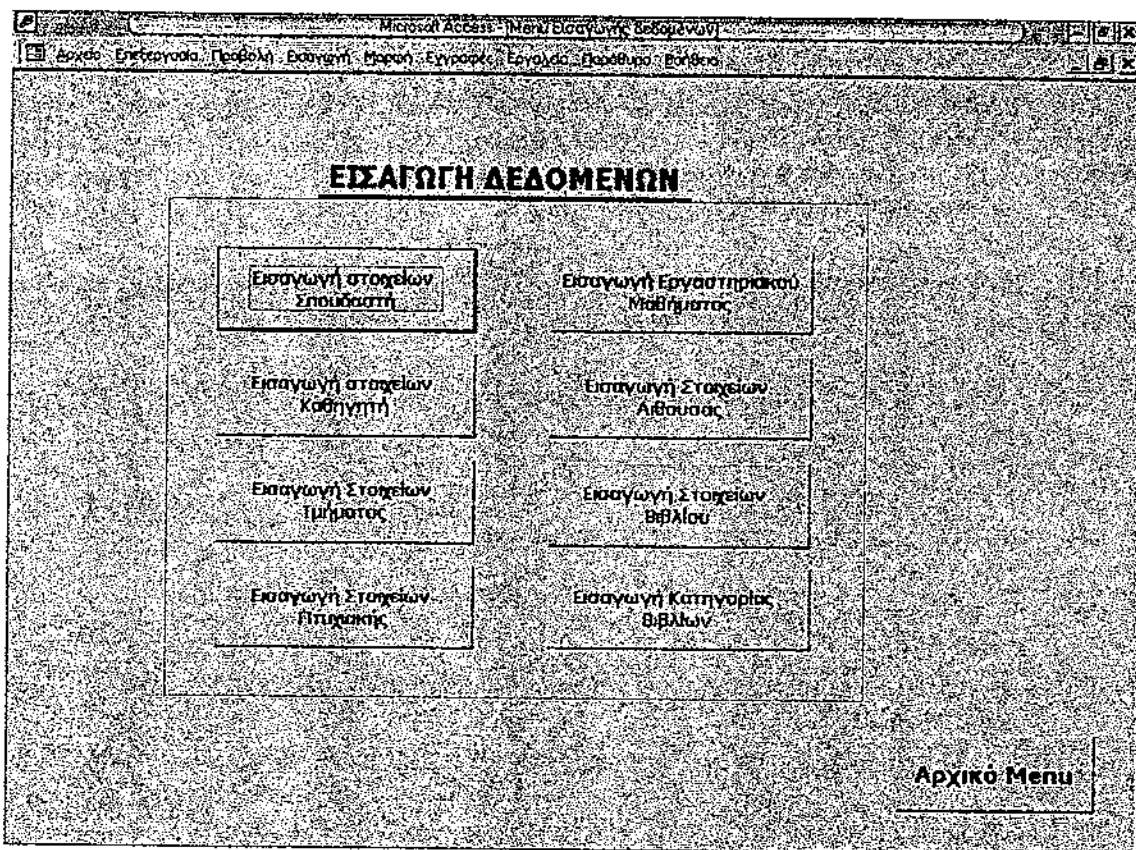 Microsoft Access - [Menu Εισαγωγής δεδομένων]
Αρχείο Επεξεργασία Προβολή Εισαγωγή Μορφή Εγγραφές Εργαλεία Παράθυρο Βοήθεια
ΕΙΣΑΓΩΓΗ ΔΕΔΟΜΕΝΩΝ
Εισαγωγή στοιχείων
Σπουδαστή
Εισαγωγή Εργαστηριακού
Μαθήματος
Εισαγωγή στοιχείων
Καθηγητή
Εισαγωγή Στοιχείων
Αιθουσας
Εισαγωγή Στοιχείων
Τμήματος
Εισαγωγή Στοιχείων
Βιβλίου
Εισαγωγή Στοιχείων
Πτυχιακής
Εισαγωγή Κατηγορίας
Βιβλίων
Αρχικό Menu